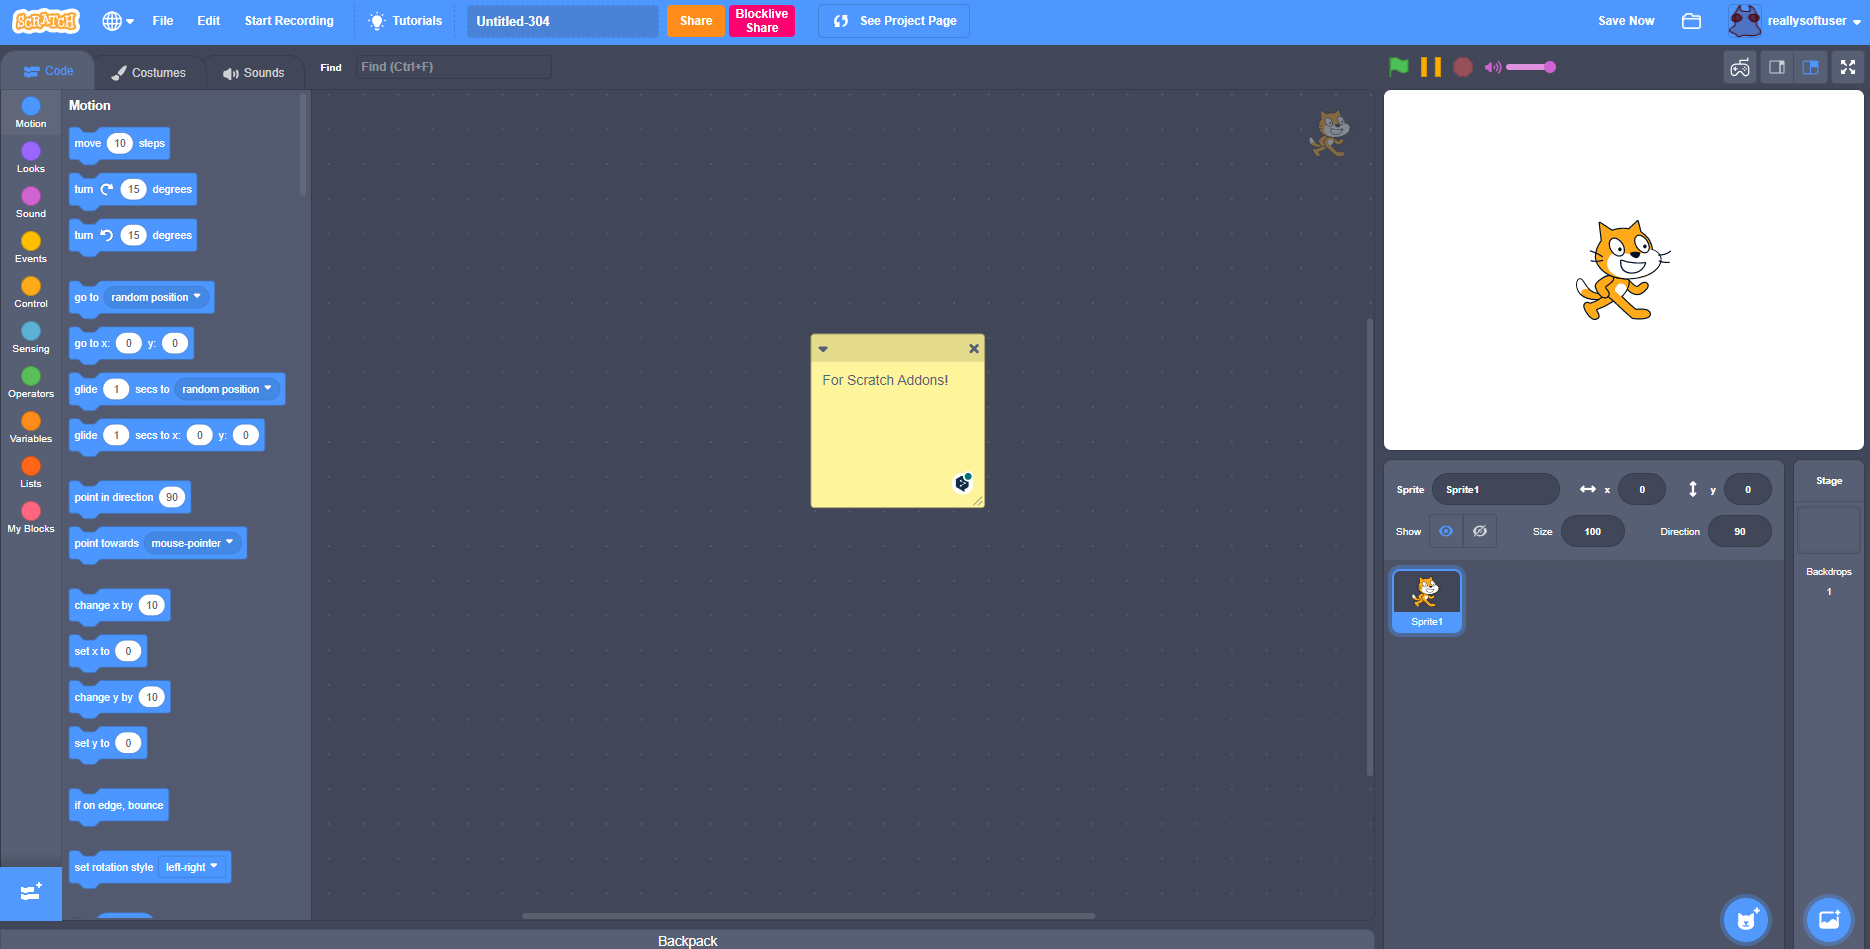 SCRATCH
File
Edit
Start Recording
Tutorials
Untitled-304
Share
Blocklive
Share
See Project Page
Save Now
reallysoftuser
Code
Costumes
Sounds
Find
Find (Ctrl+F)
Motion
Looks
Sound
Events
Control
Sensing
Operators
Variables
Lists
My Blocks
Motion
move 10 steps
turn 15 degrees
turn 15 degrees
go to random position
go to x: 0 y: 0
glide 1 secs to random position
glide 1 secs to x: 0 y: 0
point in direction 90
point towards mouse-pointer
change x by 10
set x to 0
change y by 10
set y to 0
if on edge, bounce
set rotation style left-right
For Scratch Addons!
Backpack
Sprite Sprite1 x 0 y 0
Show Size 100 Direction 90
Sprite1
Stage
Backdrops
1